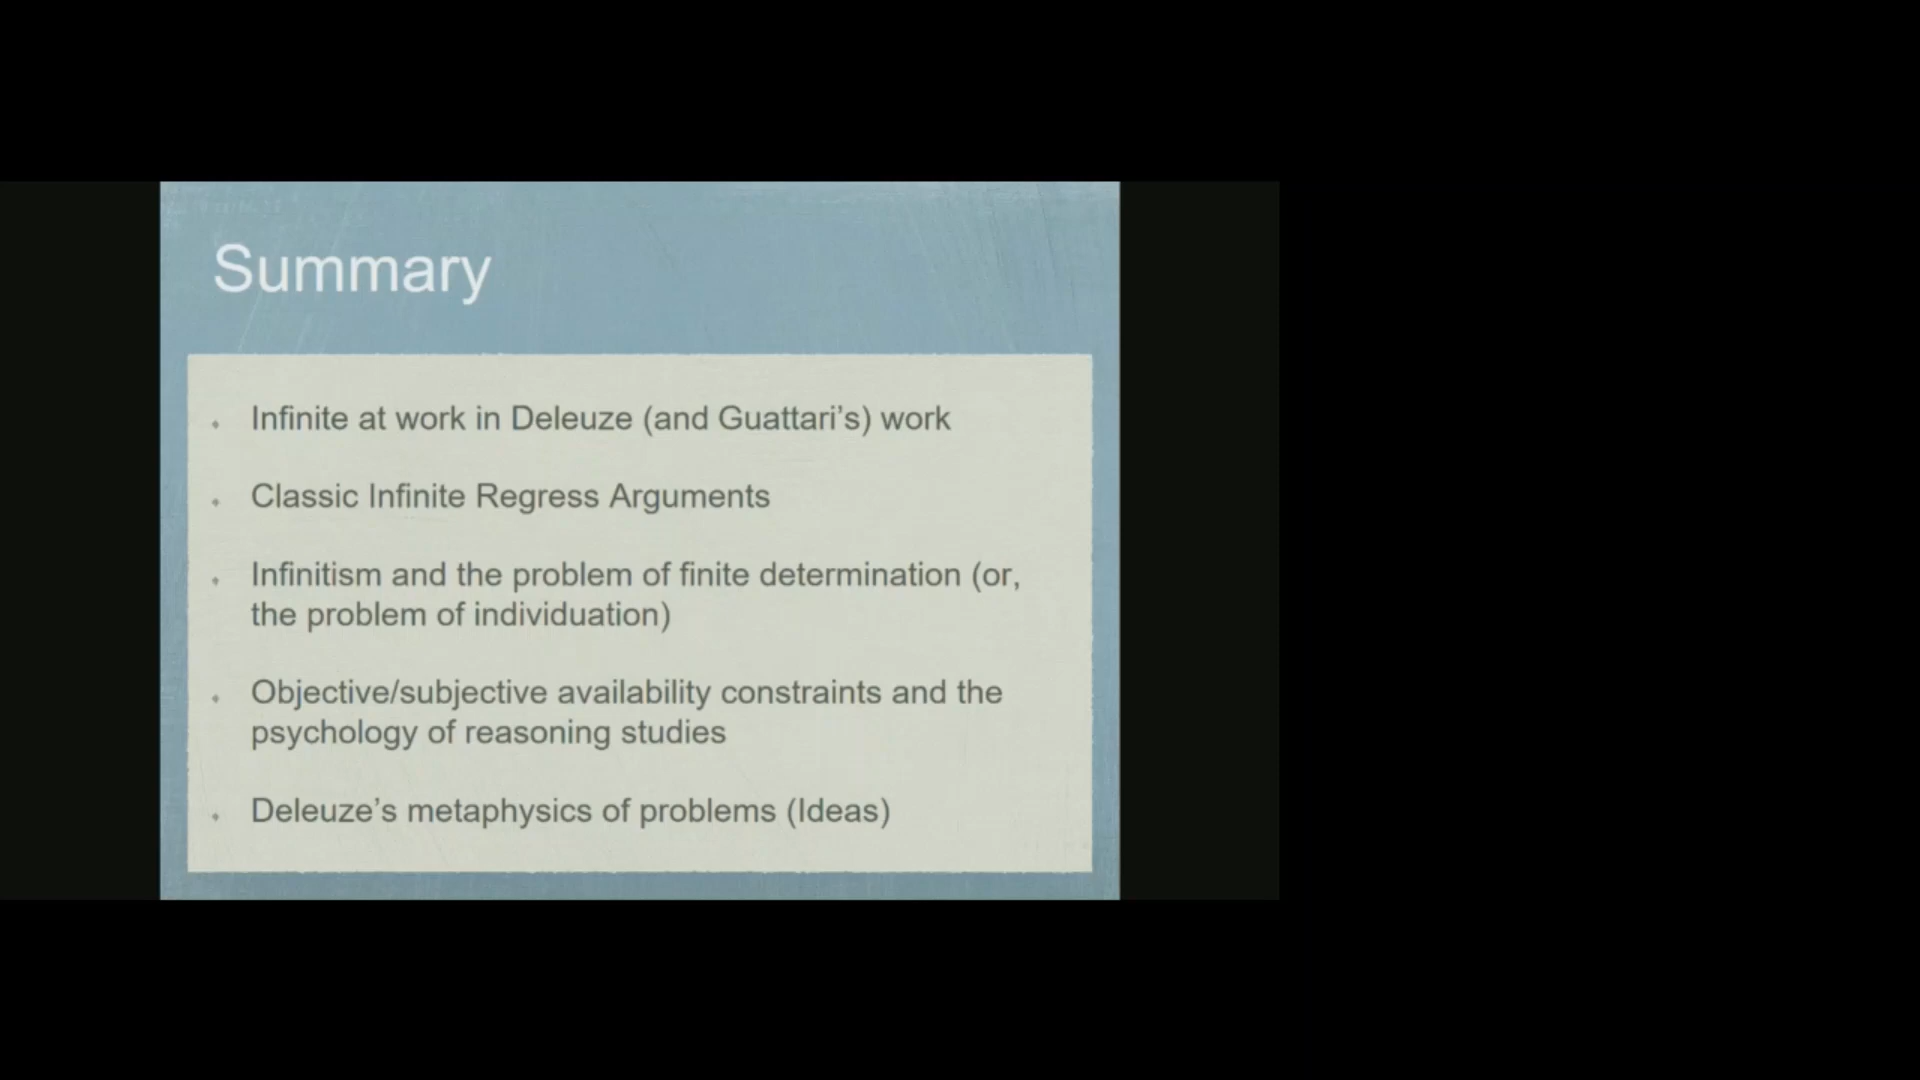 Summary
Infinite at work in Deleuze (and Guattari’s) work
Classic Infinite Regress Arguments
Infinitism and the problem of finite determination (or,
the problem of individuation)
Objective/subjective availability constraints and the
psychology of reasoning studies
Deleuze’s metaphysics of problems (Ideas)